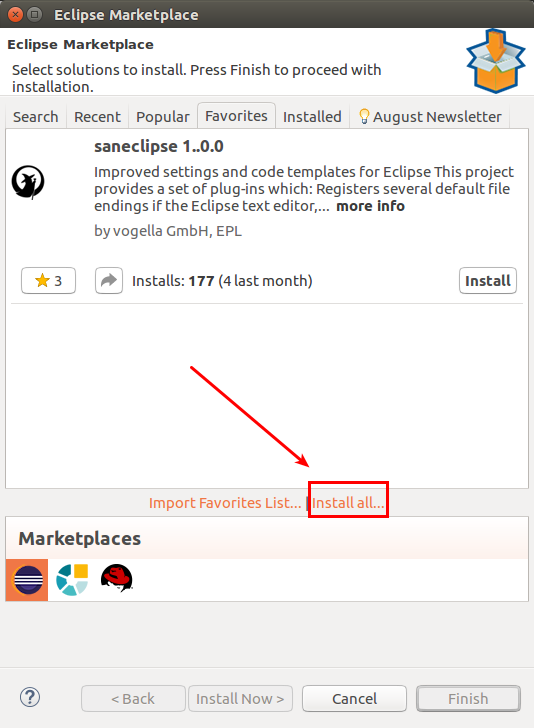 Eclipse Marketplace
Eclipse Marketplace
Select solutions to install. Press Finish to proceed with
installation.
Search Recent Popular Favorites Installed August Newsletter
saneclipse 1..0.0
Improved settings and code templates for Eclipse This project
provides a set of plug-ins which: Registers several default file
endings if the Eclipse text editor,... more info
by vogella GmbH, EPL
3 Installs: 177 (4 last month) Install
Import Favorites List... | Install all...
Marketplaces
? < Back Install Now > Cancel Finish